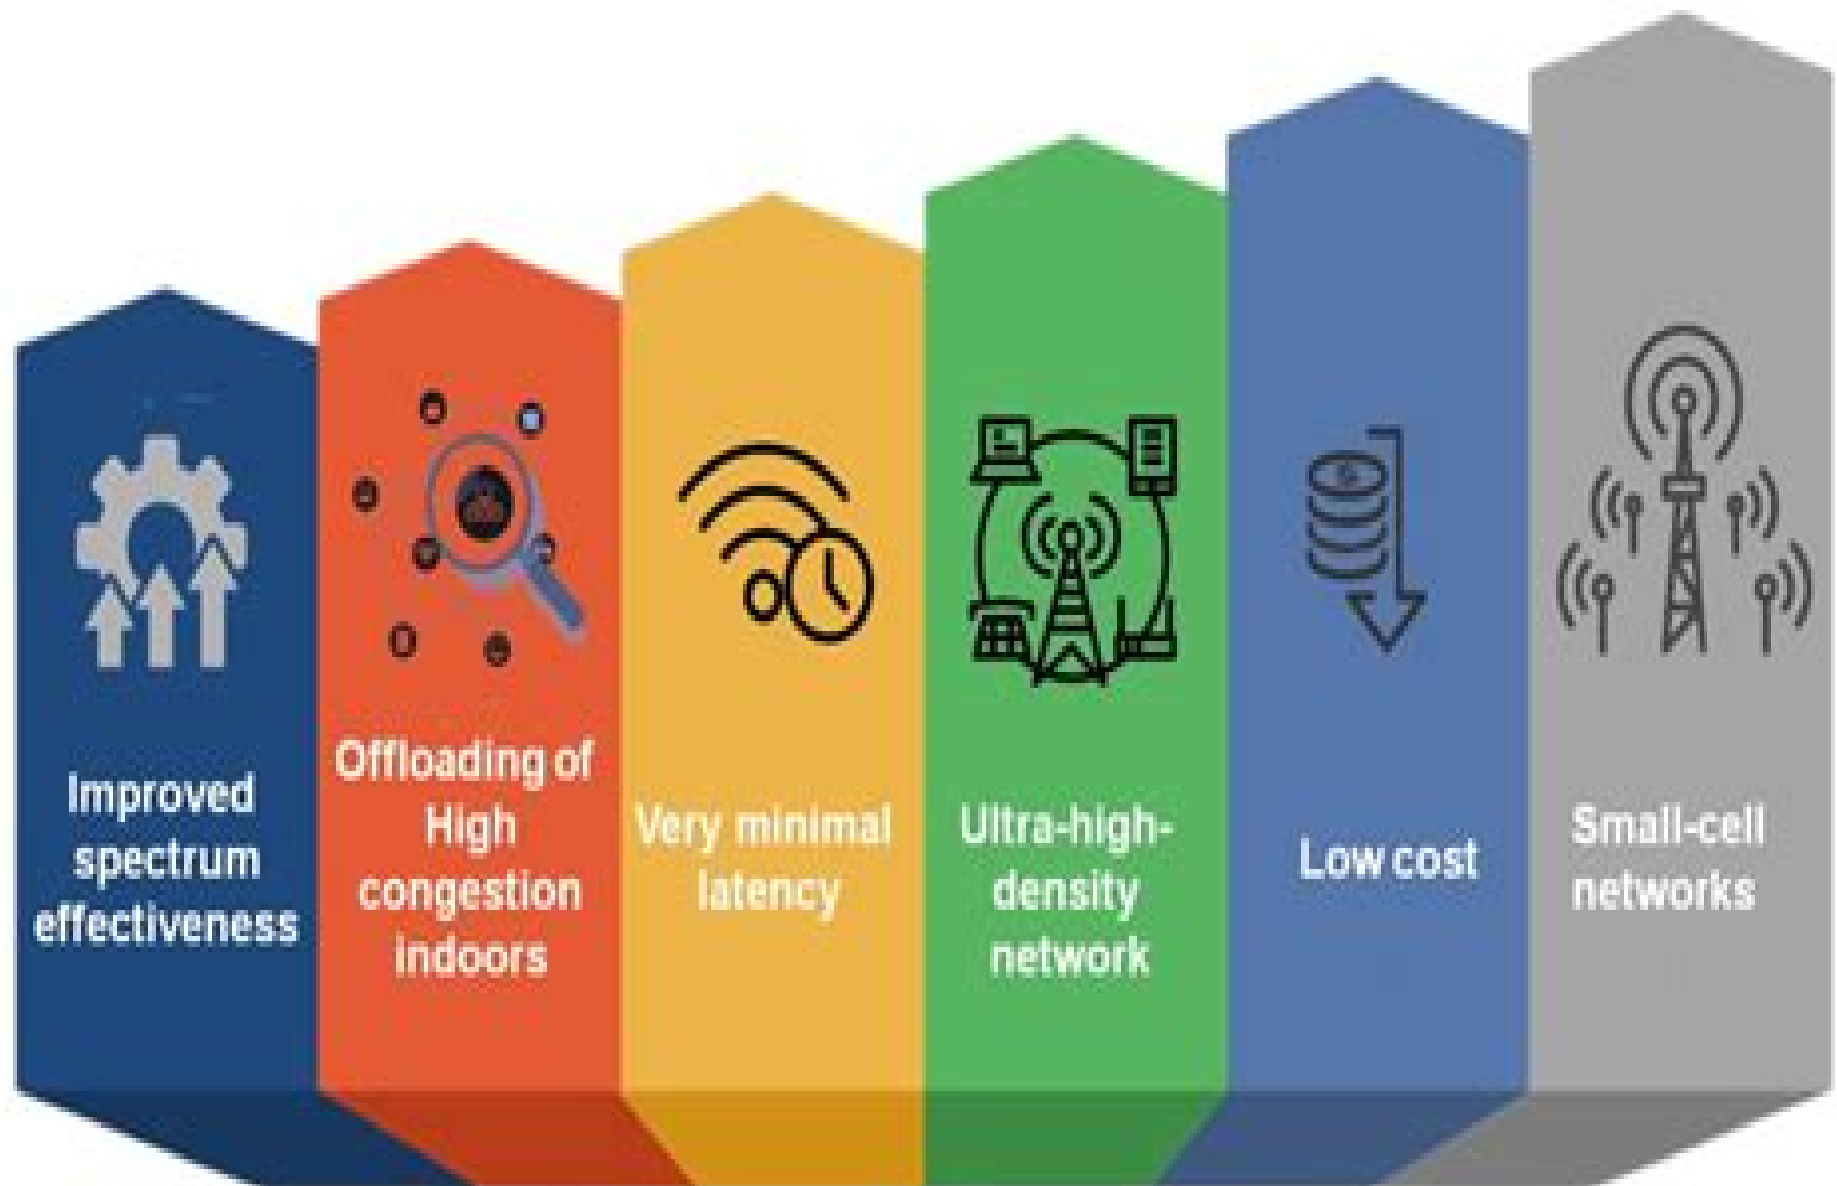 Improved
spectrum
effectiveness
Offloading of
High
congestion
indoors
Very minimal
latency
Ultra-high-
density
network
Low cost
Small-cell
networks